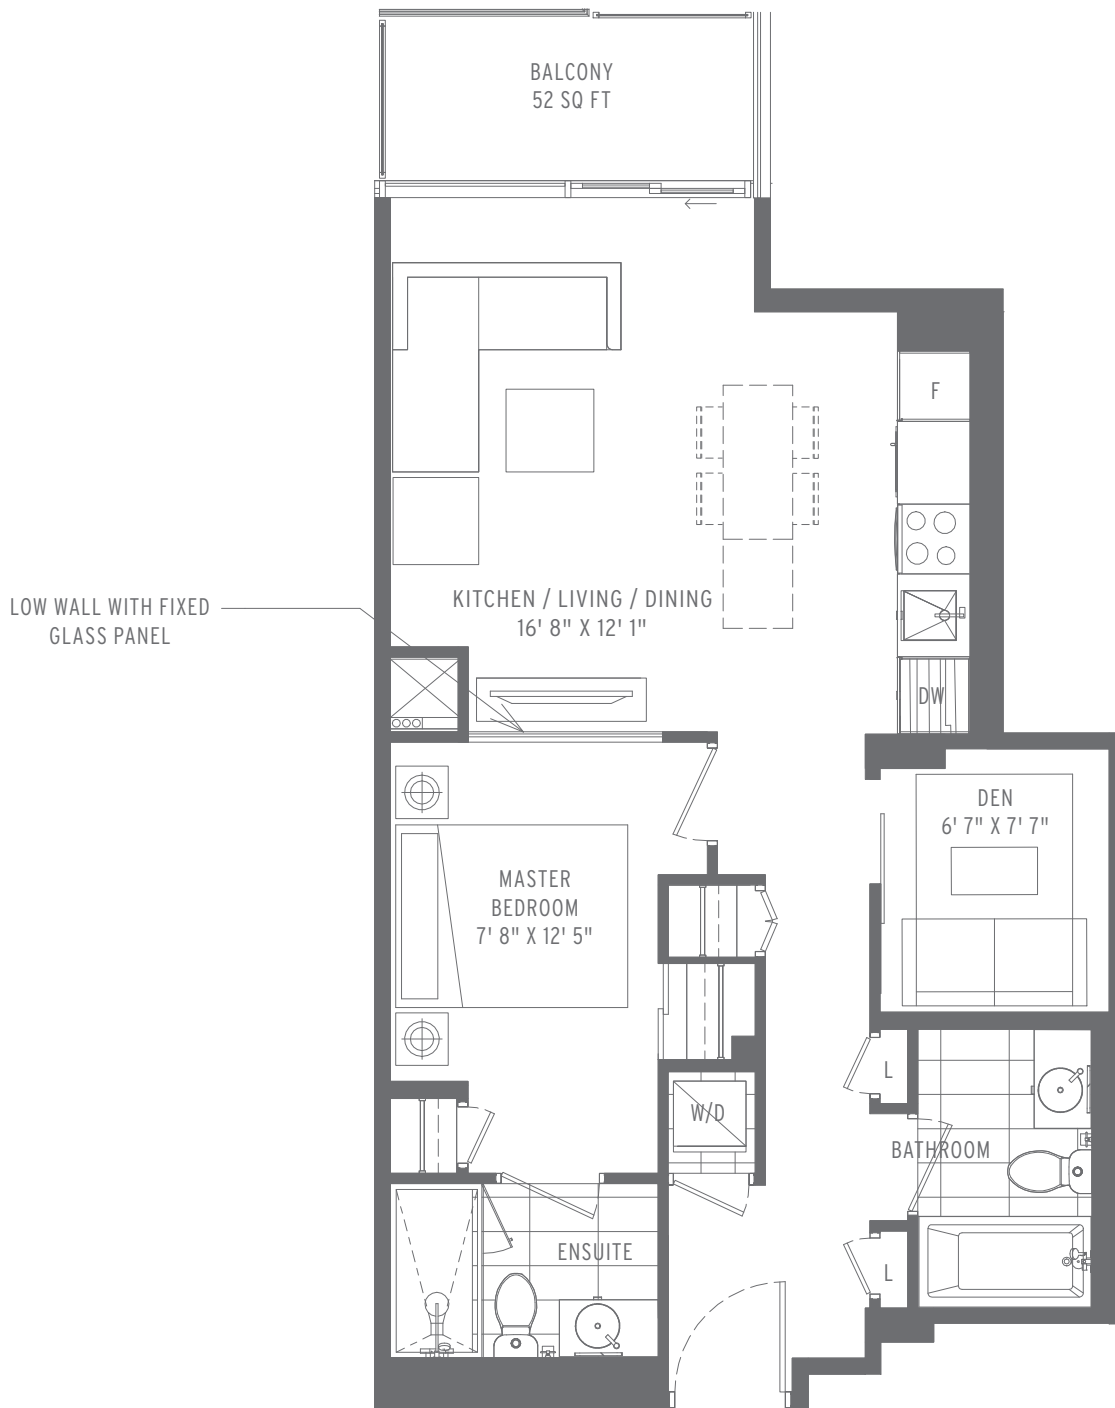 BALCONY
52 SQ FT
F
LOW WALL WITH FIXED
GLASS PANEL
KITCHEN / LIVING / DINING
16' 8" X 12' 1"
DW
DEN
6' 7" X 7' 7"
MASTER
BEDROOM
7' 8" X 12' 5"
L
W/D
BATHROOM
ENSUITE
L